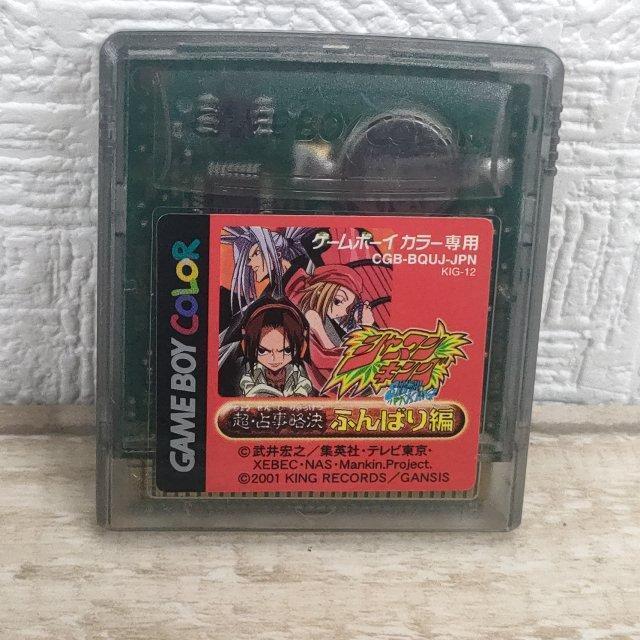 GAME BOY COLOR
ゲームボーイカラー専用
CGB-BQUJ-JPN
KIG-12
シャーマン
キング
超・占事略決 ふんばり編
©武井宏之／集英社・テレビ東京・
XEBEC・NAS・Mankin.Project.
©2001 KING RECORDS／GANSIS